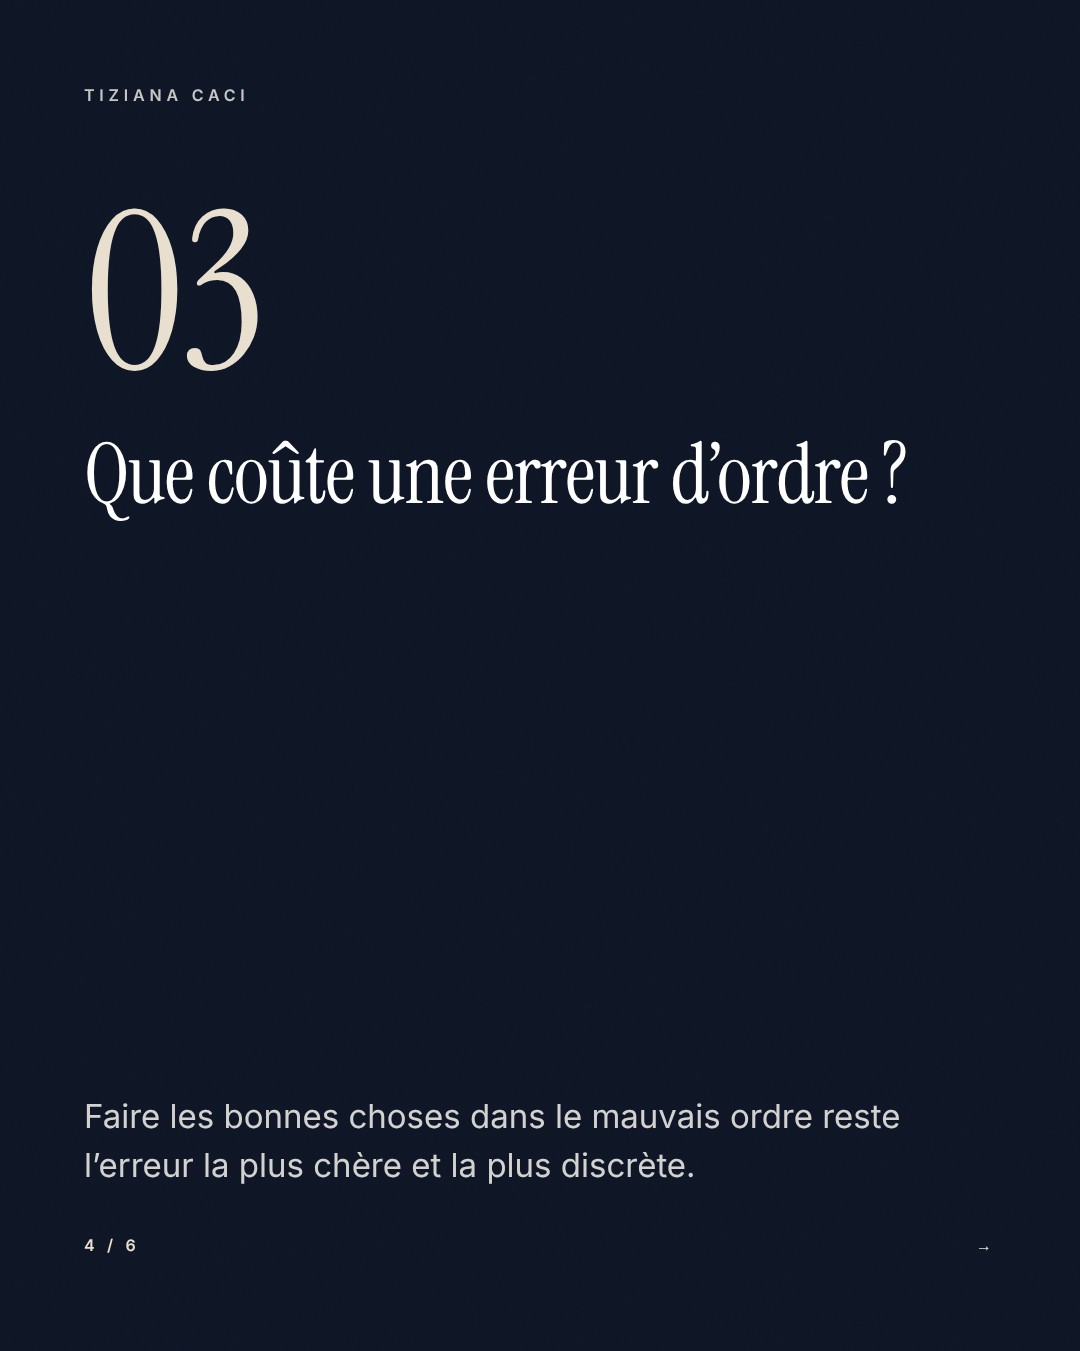 TIZIANA CACI
03
Que coûte une erreur d’ordre ?
Faire les bonnes choses dans le mauvais ordre reste
l’erreur la plus chère et la plus discrète.
4 / 6 →